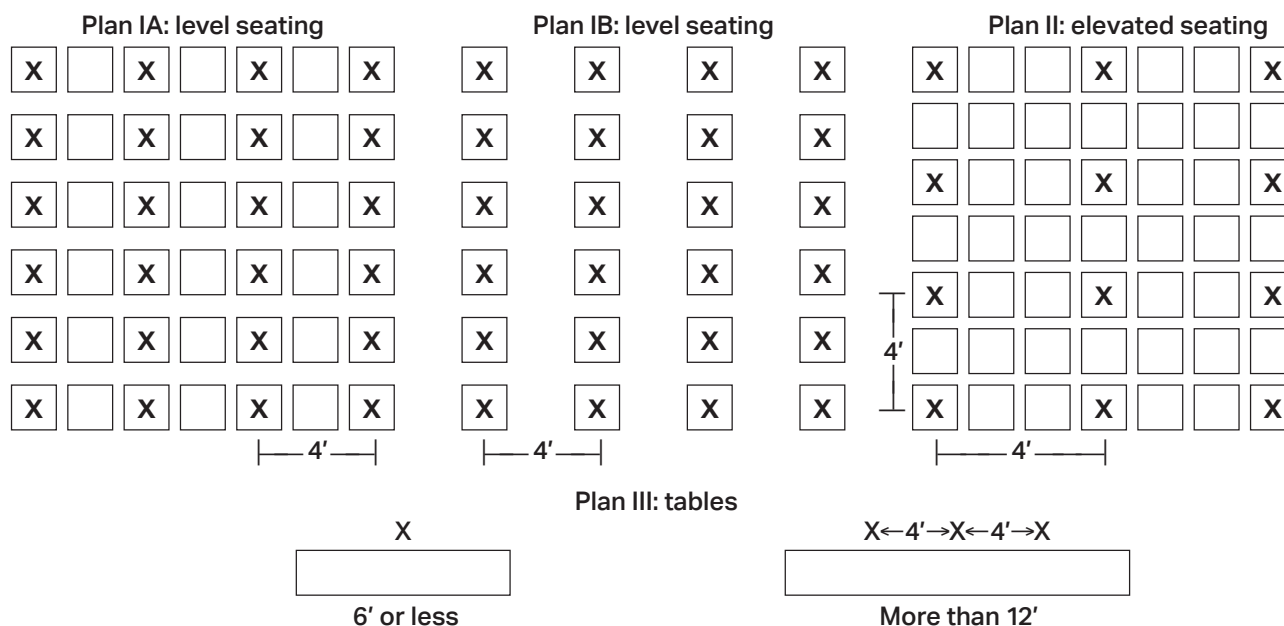 Plan IA: level seating
X X X X
X X X X
X X X X
X X X X
X X X X
X X X X
4′
Plan IB: level seating
X X X X
X X X X
X X X X
X X X X
X X X X
X X X X
4′
Plan II: elevated seating
X X X
X X X
X X X
4′
X X X
4′
Plan III: tables
X
6′ or less
X←4′→X←4′→X
More than 12′